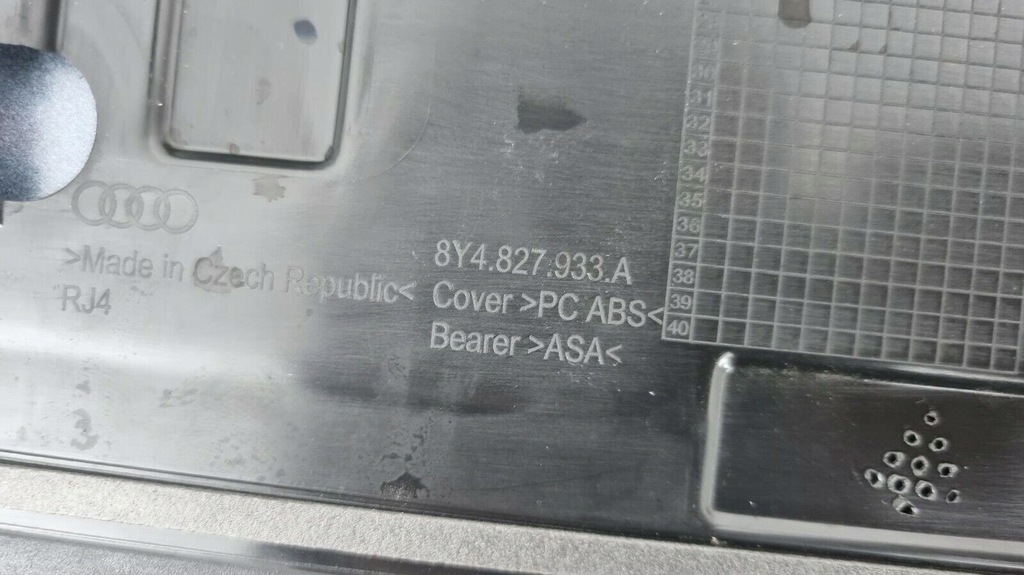 31
32
33
34
35
36
37
38
39
40
>Made in Czech Republic<
RJ4
8Y4.827.933.A
Cover >PC ABS<
Bearer >ASA<
3